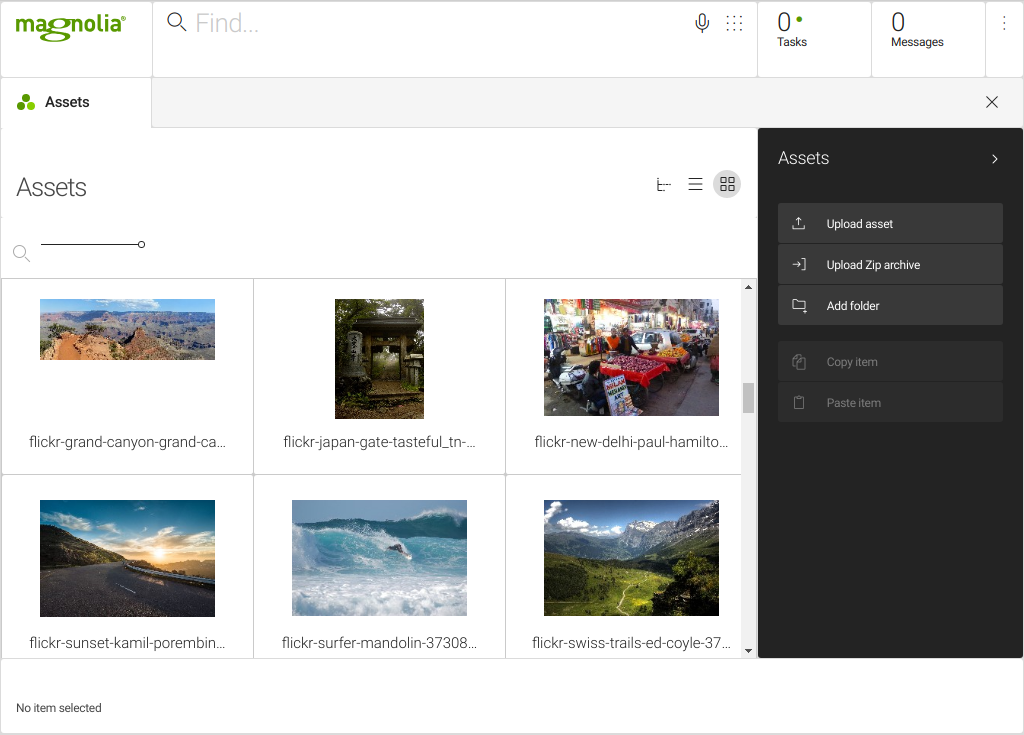 magnolia®
Find...
0
Tasks
0
Messages
Assets
Assets
Assets
Upload asset
Upload Zip archive
Add folder
Copy item
Paste item
flickr-grand-canyon-grand-ca...
flickr-japan-gate-tasteful_tn-...
flickr-new-delhi-paul-hamilto...
flickr-sunset-kamil-porembin...
flickr-surfer-mandolin-37308...
flickr-swiss-trails-ed-coyle-37...
No item selected